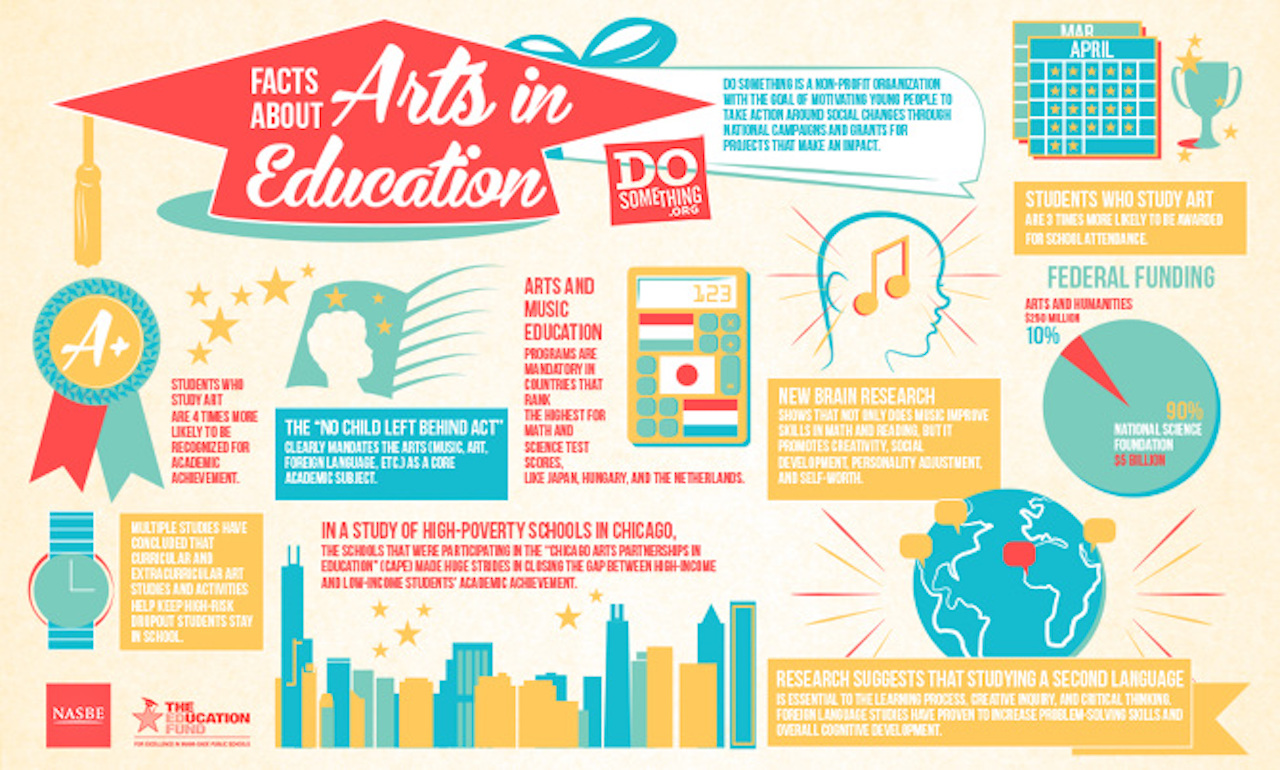 FACTS
ABOUT
Arts in
Education
DO
SOMETHING
.ORG
DO SOMETHING IS A NON-PROFIT ORGANIZATION
WITH THE GOAL OF MOTIVATING YOUNG PEOPLE TO
TAKE ACTION AROUND SOCIAL CHANGES THROUGH
NATIONAL CAMPAIGNS AND GRANTS FOR
PROJECTS THAT MAKE AN IMPACT.
MAR
APRIL
STUDENTS WHO STUDY ART
ARE 3 TIMES MORE LIKELY TO BE AWARDED
FOR SCHOOL ATTENDANCE.
A+
STUDENTS WHO
STUDY ART
ARE 4 TIMES MORE
LIKELY TO BE
RECOGNIZED FOR
ACADEMIC
ACHIEVEMENT.
THE "NO CHILD LEFT BEHIND ACT"
CLEARLY MANDATES THE ARTS (MUSIC, ART,
FOREIGN LANGUAGE, ETC.) AS A CORE
ACADEMIC SUBJECT.
ARTS AND
MUSIC
EDUCATION
PROGRAMS ARE
MANDATORY IN
COUNTRIES THAT
RANK
THE HIGHEST FOR
MATH AND
SCIENCE TEST
SCORES,
LIKE JAPAN, HUNGARY, AND THE NETHERLANDS.
123
NEW BRAIN RESEARCH
SHOWS THAT NOT ONLY DOES MUSIC IMPROVE
SKILLS IN MATH AND READING, BUT IT
PROMOTES CREATIVITY, SOCIAL
DEVELOPMENT, PERSONALITY ADJUSTMENT,
AND SELF-WORTH.
FEDERAL FUNDING
ARTS AND HUMANITIES
$250 MILLION
10%
90%
NATIONAL SCIENCE
FOUNDATION
$5 BILLION
MULTIPLE STUDIES HAVE
CONCLUDED THAT
CURRICULAR AND
EXTRACURRICULAR ART
STUDIES AND ACTIVITIES
HELP KEEP HIGH-RISK
DROPOUT STUDENTS STAY
IN SCHOOL.
IN A STUDY OF HIGH-POVERTY SCHOOLS IN CHICAGO,
THE SCHOOLS THAT WERE PARTICIPATING IN THE "CHICAGO ARTS PARTNERSHIPS IN
EDUCATION" (CAPE) MADE HUGE STRIDES IN CLOSING THE GAP BETWEEN HIGH-INCOME
AND LOW-INCOME STUDENTS' ACADEMIC ACHIEVEMENT.
RESEARCH SUGGESTS THAT STUDYING A SECOND LANGUAGE
IS ESSENTIAL TO THE LEARNING PROCESS, CREATIVE INQUIRY, AND CRITICAL THINKING.
FOREIGN LANGUAGE STUDIES HAVE PROVEN TO INCREASE PROBLEM-SOLVING SKILLS AND
OVERALL COGNITIVE DEVELOPMENT.
NASBE
THE
EDUCATION
FUND
FOR EXCELLENCE IN MIAMI-DADE PUBLIC SCHOOLS